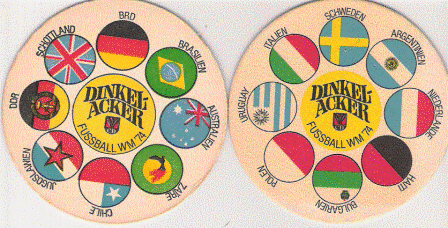 BRD
BRASILIEN
AUSTRALIEN
ZAIRE
CHILE
JUGOSLAWIEN
DDR
SCHOTTLAND
DINKEL-
ACKER
FUSSBALL WM '74
SCHWEDEN
ARGENTINIEN
NIEDERLANDE
HAITI
BULGARIEN
POLEN
URUGUAY
ITALIEN
DINKEL-
ACKER
FUSSBALL WM '74